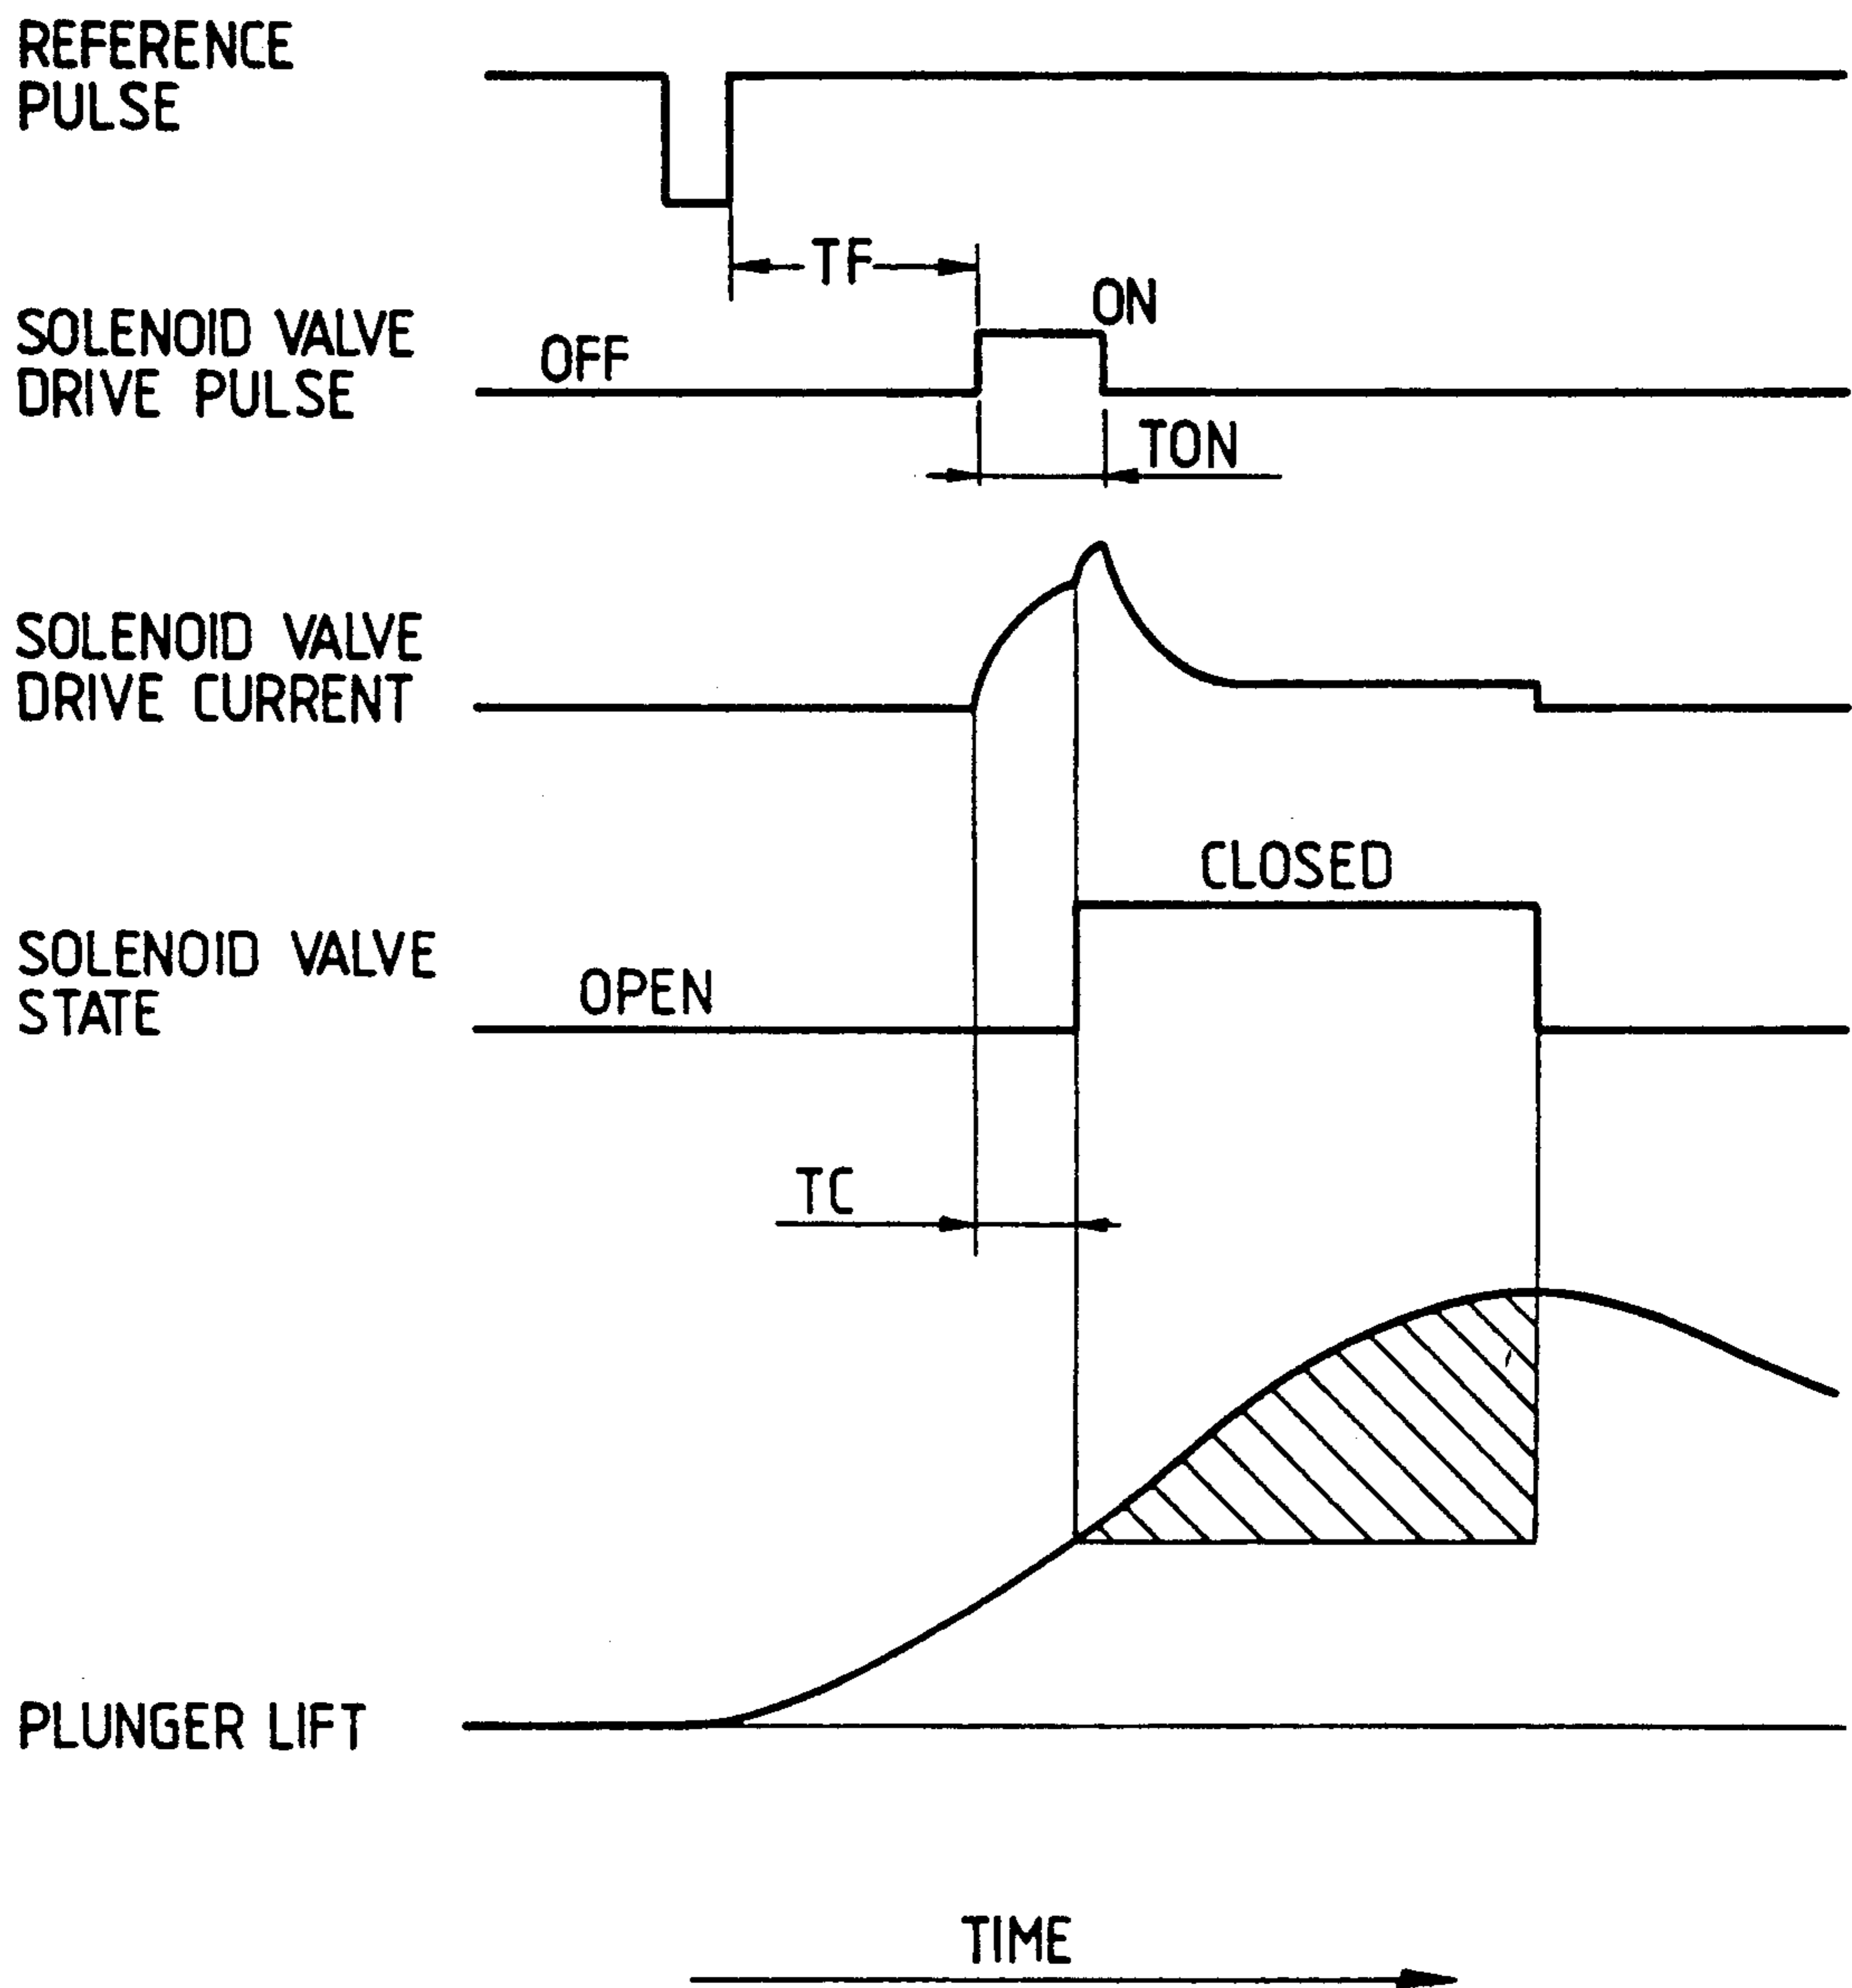 REFERENCE
PULSE
TF
ON
SOLENOID VALVE
DRIVE PULSE
OFF
TON
SOLENOID VALVE
DRIVE CURRENT
CLOSED
SOLENOID VALVE
STATE
OPEN
TC
PLUNGER LIFT
TIME